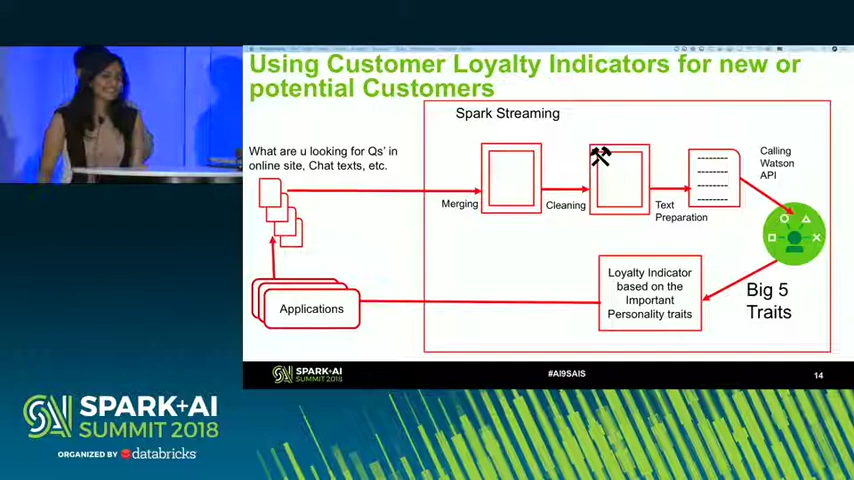 Using Customer Loyalty Indicators for new or
potential Customers
Spark Streaming
What are u looking for Qs' in
online site, Chat texts, etc.
Merging
Cleaning
Text
Preparation
Calling
Watson
API
Big 5
Traits
Loyalty Indicator
based on the
Important
Personality traits
Applications
SPARK+AI
SUMMIT 2018
#AI9SAIS
14
SPARK+AI
SUMMIT 2018
ORGANIZED BY databricks